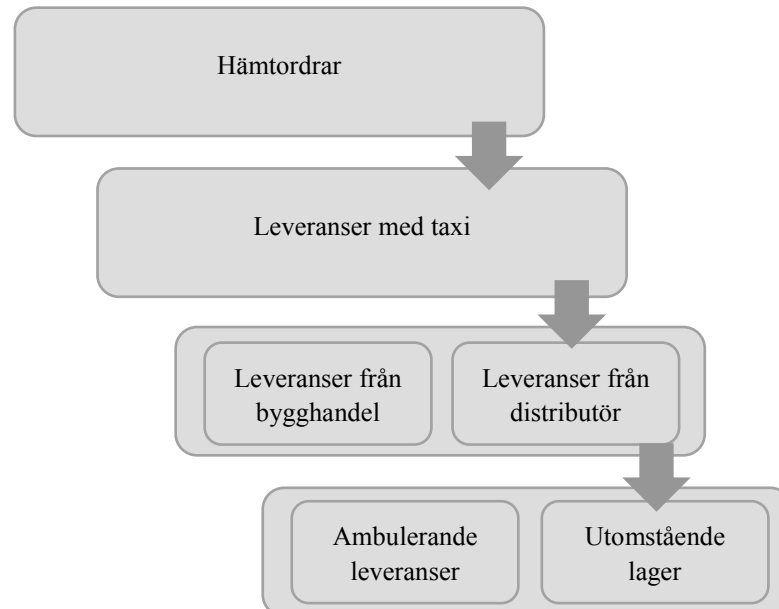 Hämtordrar
Leveranser med taxi
Leveranser från
bygghandel
Leveranser från
distributör
Ambulerande
leveranser
Utomstående
lager